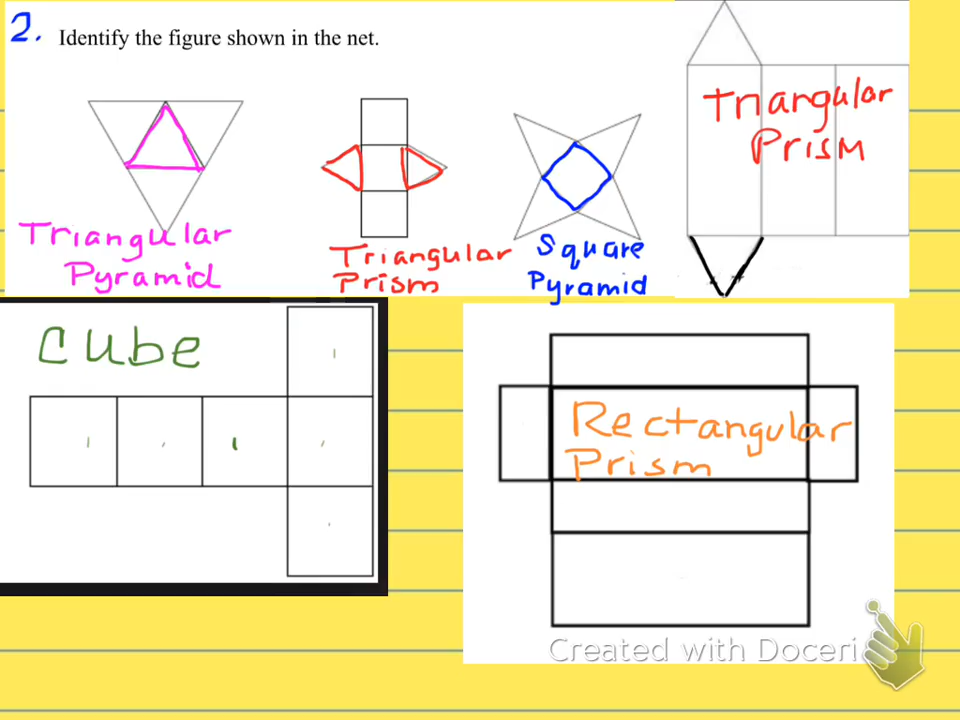 2. Identify the figure shown in the net.
Triangular
Pyramid
Triangular
Prism
Square
Pyramid
Triangular
Prism
Cube
Rectangular
Prism
Created with Doceri